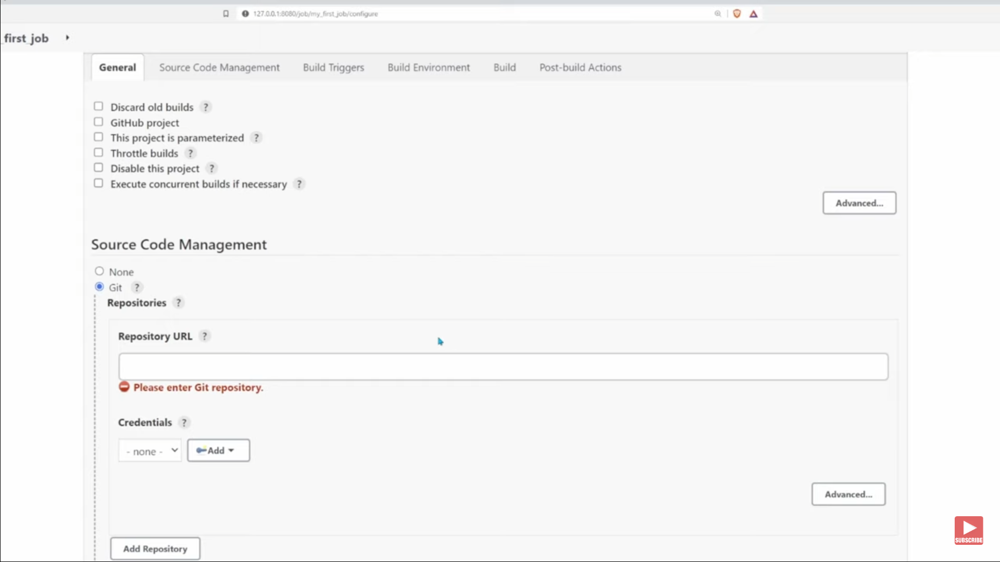 127.0.0.1:8080/job/my_first_job/configure
_first_job
General Source Code Management Build Triggers Build Environment Build Post-build Actions
Discard old builds ?
GitHub project
This project is parameterized ?
Throttle builds ?
Disable this project ?
Execute concurrent builds if necessary ?
Advanced...
Source Code Management
None
Git ?
Repositories ?
Repository URL ?
Please enter Git repository.
Credentials ?
- none - Add
Advanced...
SUBSCRIBE
Add Repository